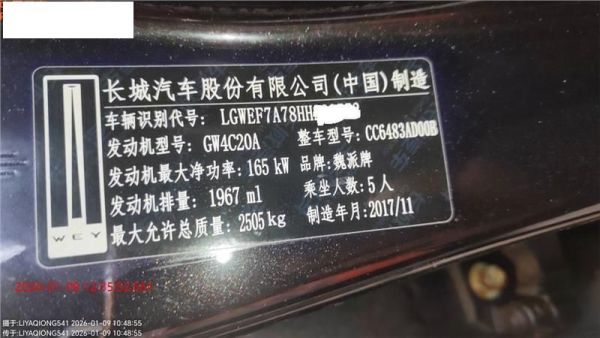 长城汽车股份有限公司(中国)制造
车辆识别代号: LGWEF7A78HH
发动机型号: GW4C20A 整车型号: CC6483AD00B
发动机最大净功率: 165 kW 品牌: 魏派牌
发动机排量: 1967 ml 乘坐人数: 5 人
最大允许总质量: 2505 kg 制造年月: 2017/11
WEY
摄于:LIYAQIONG541 2026-01-09 10:48:55
传于:LIYAQIONG541 2026-01-09 10:48:55